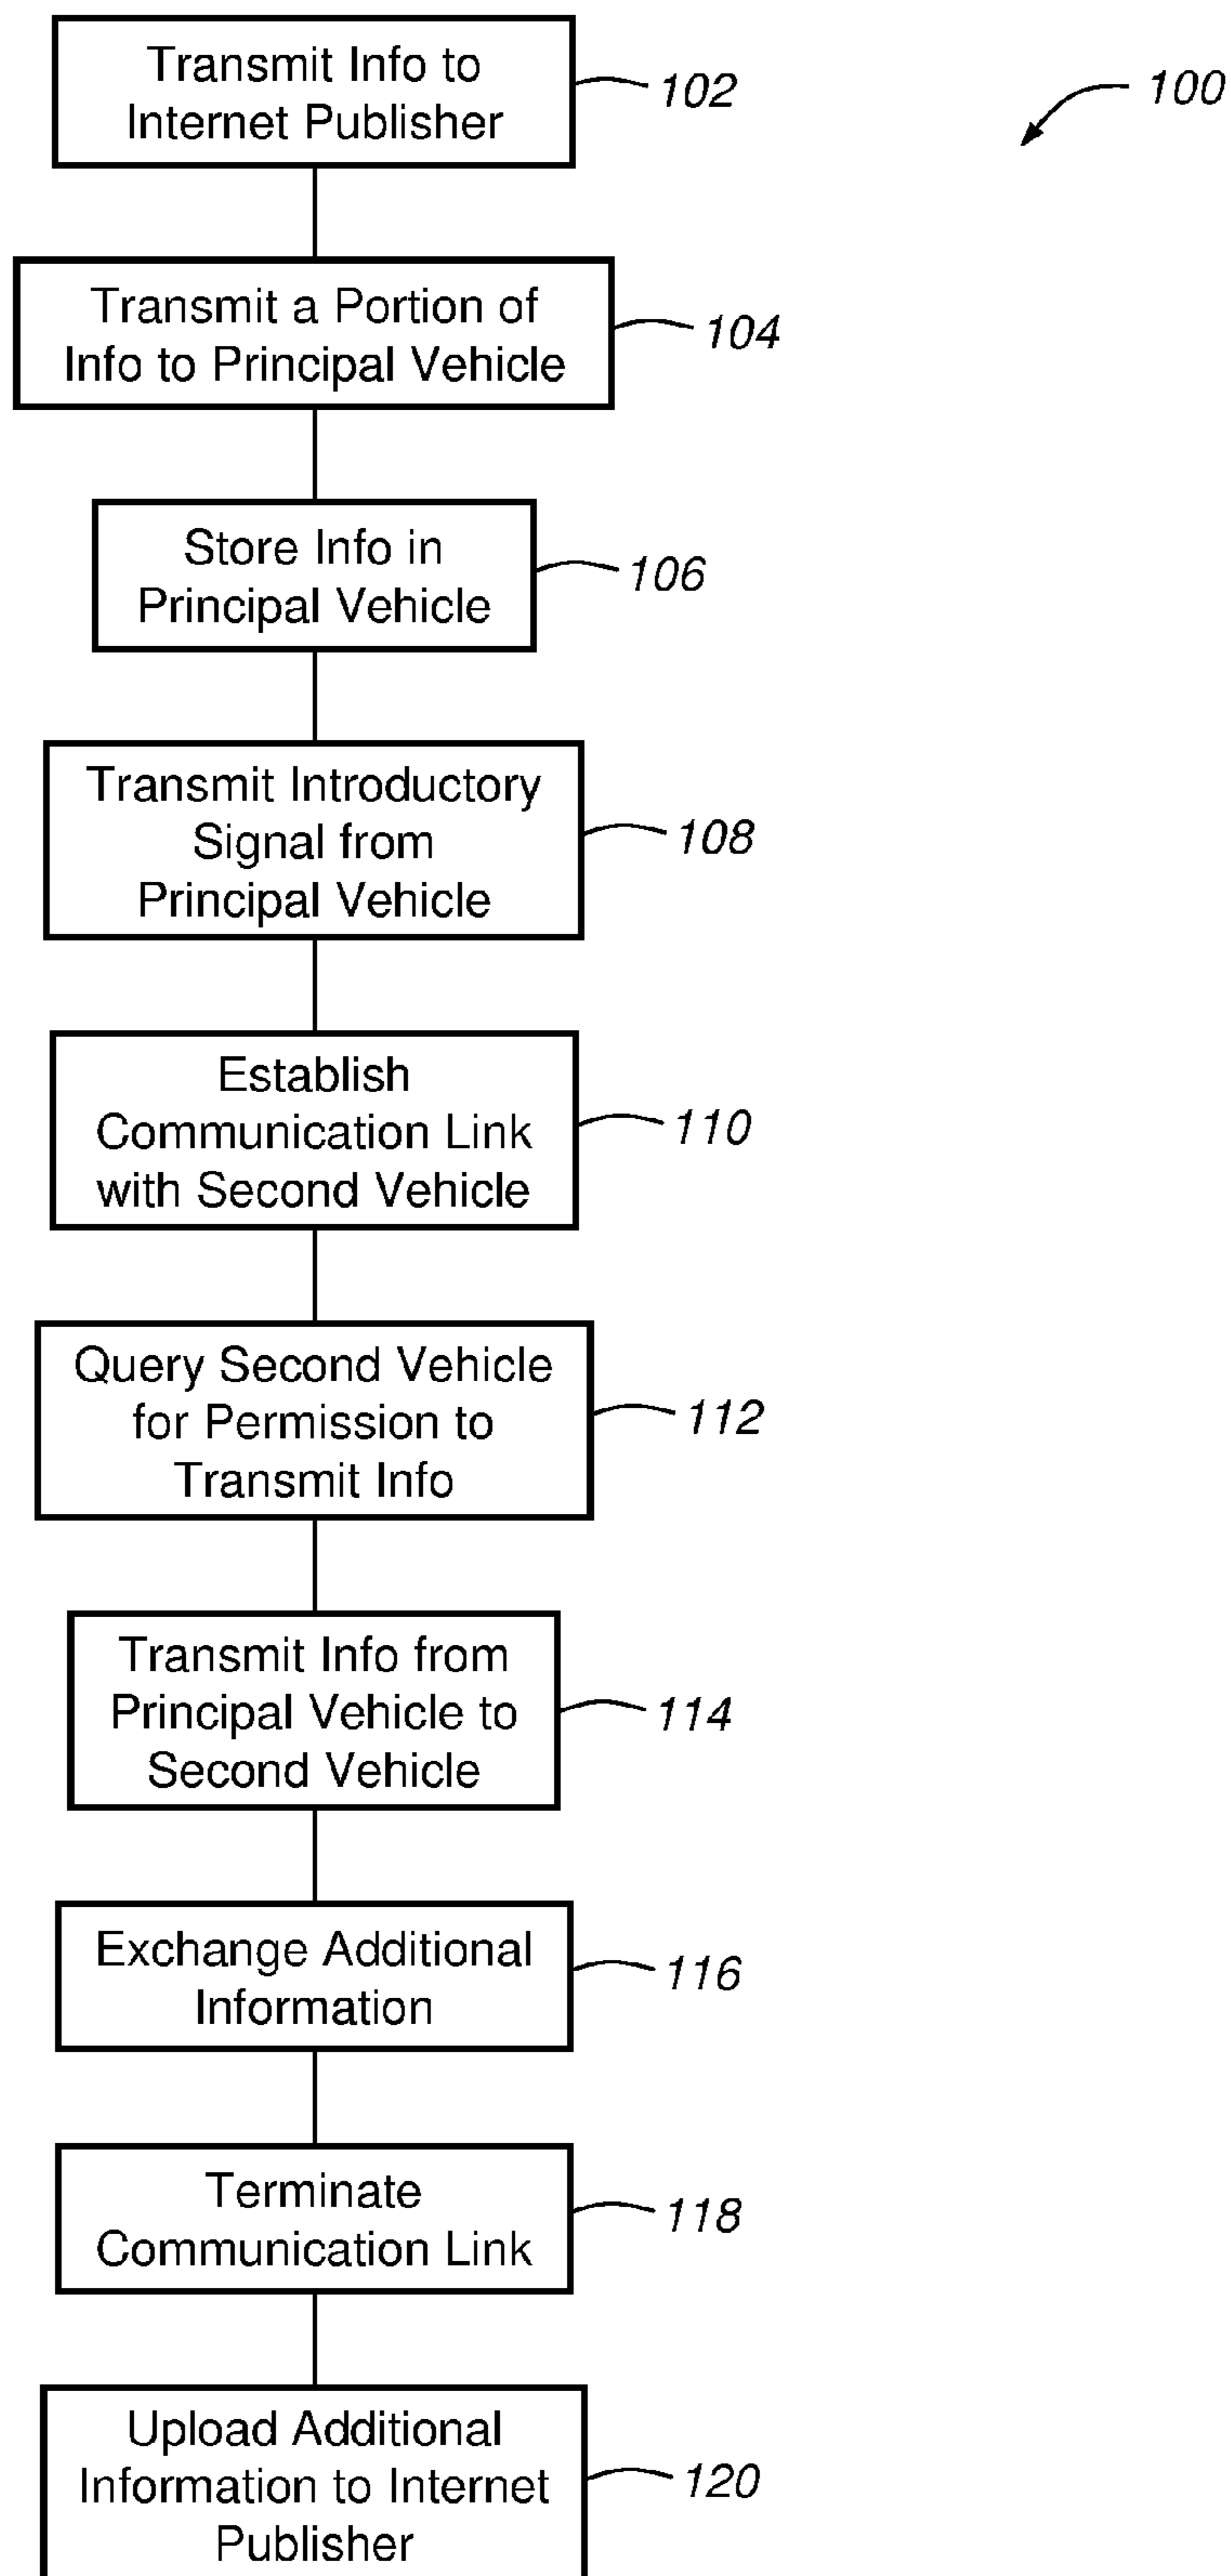 Transmit Info to
Internet Publisher
102
100
Transmit a Portion of
Info to Principal Vehicle
104
Store Info in
Principal Vehicle
106
Transmit Introductory
Signal from
Principal Vehicle
108
Establish
Communication Link
with Second Vehicle
110
Query Second Vehicle
for Permission to
Transmit Info
112
Transmit Info from
Principal Vehicle to
Second Vehicle
114
Exchange Additional
Information
116
Terminate
Communication Link
118
Upload Additional
Information to Internet
Publisher
120